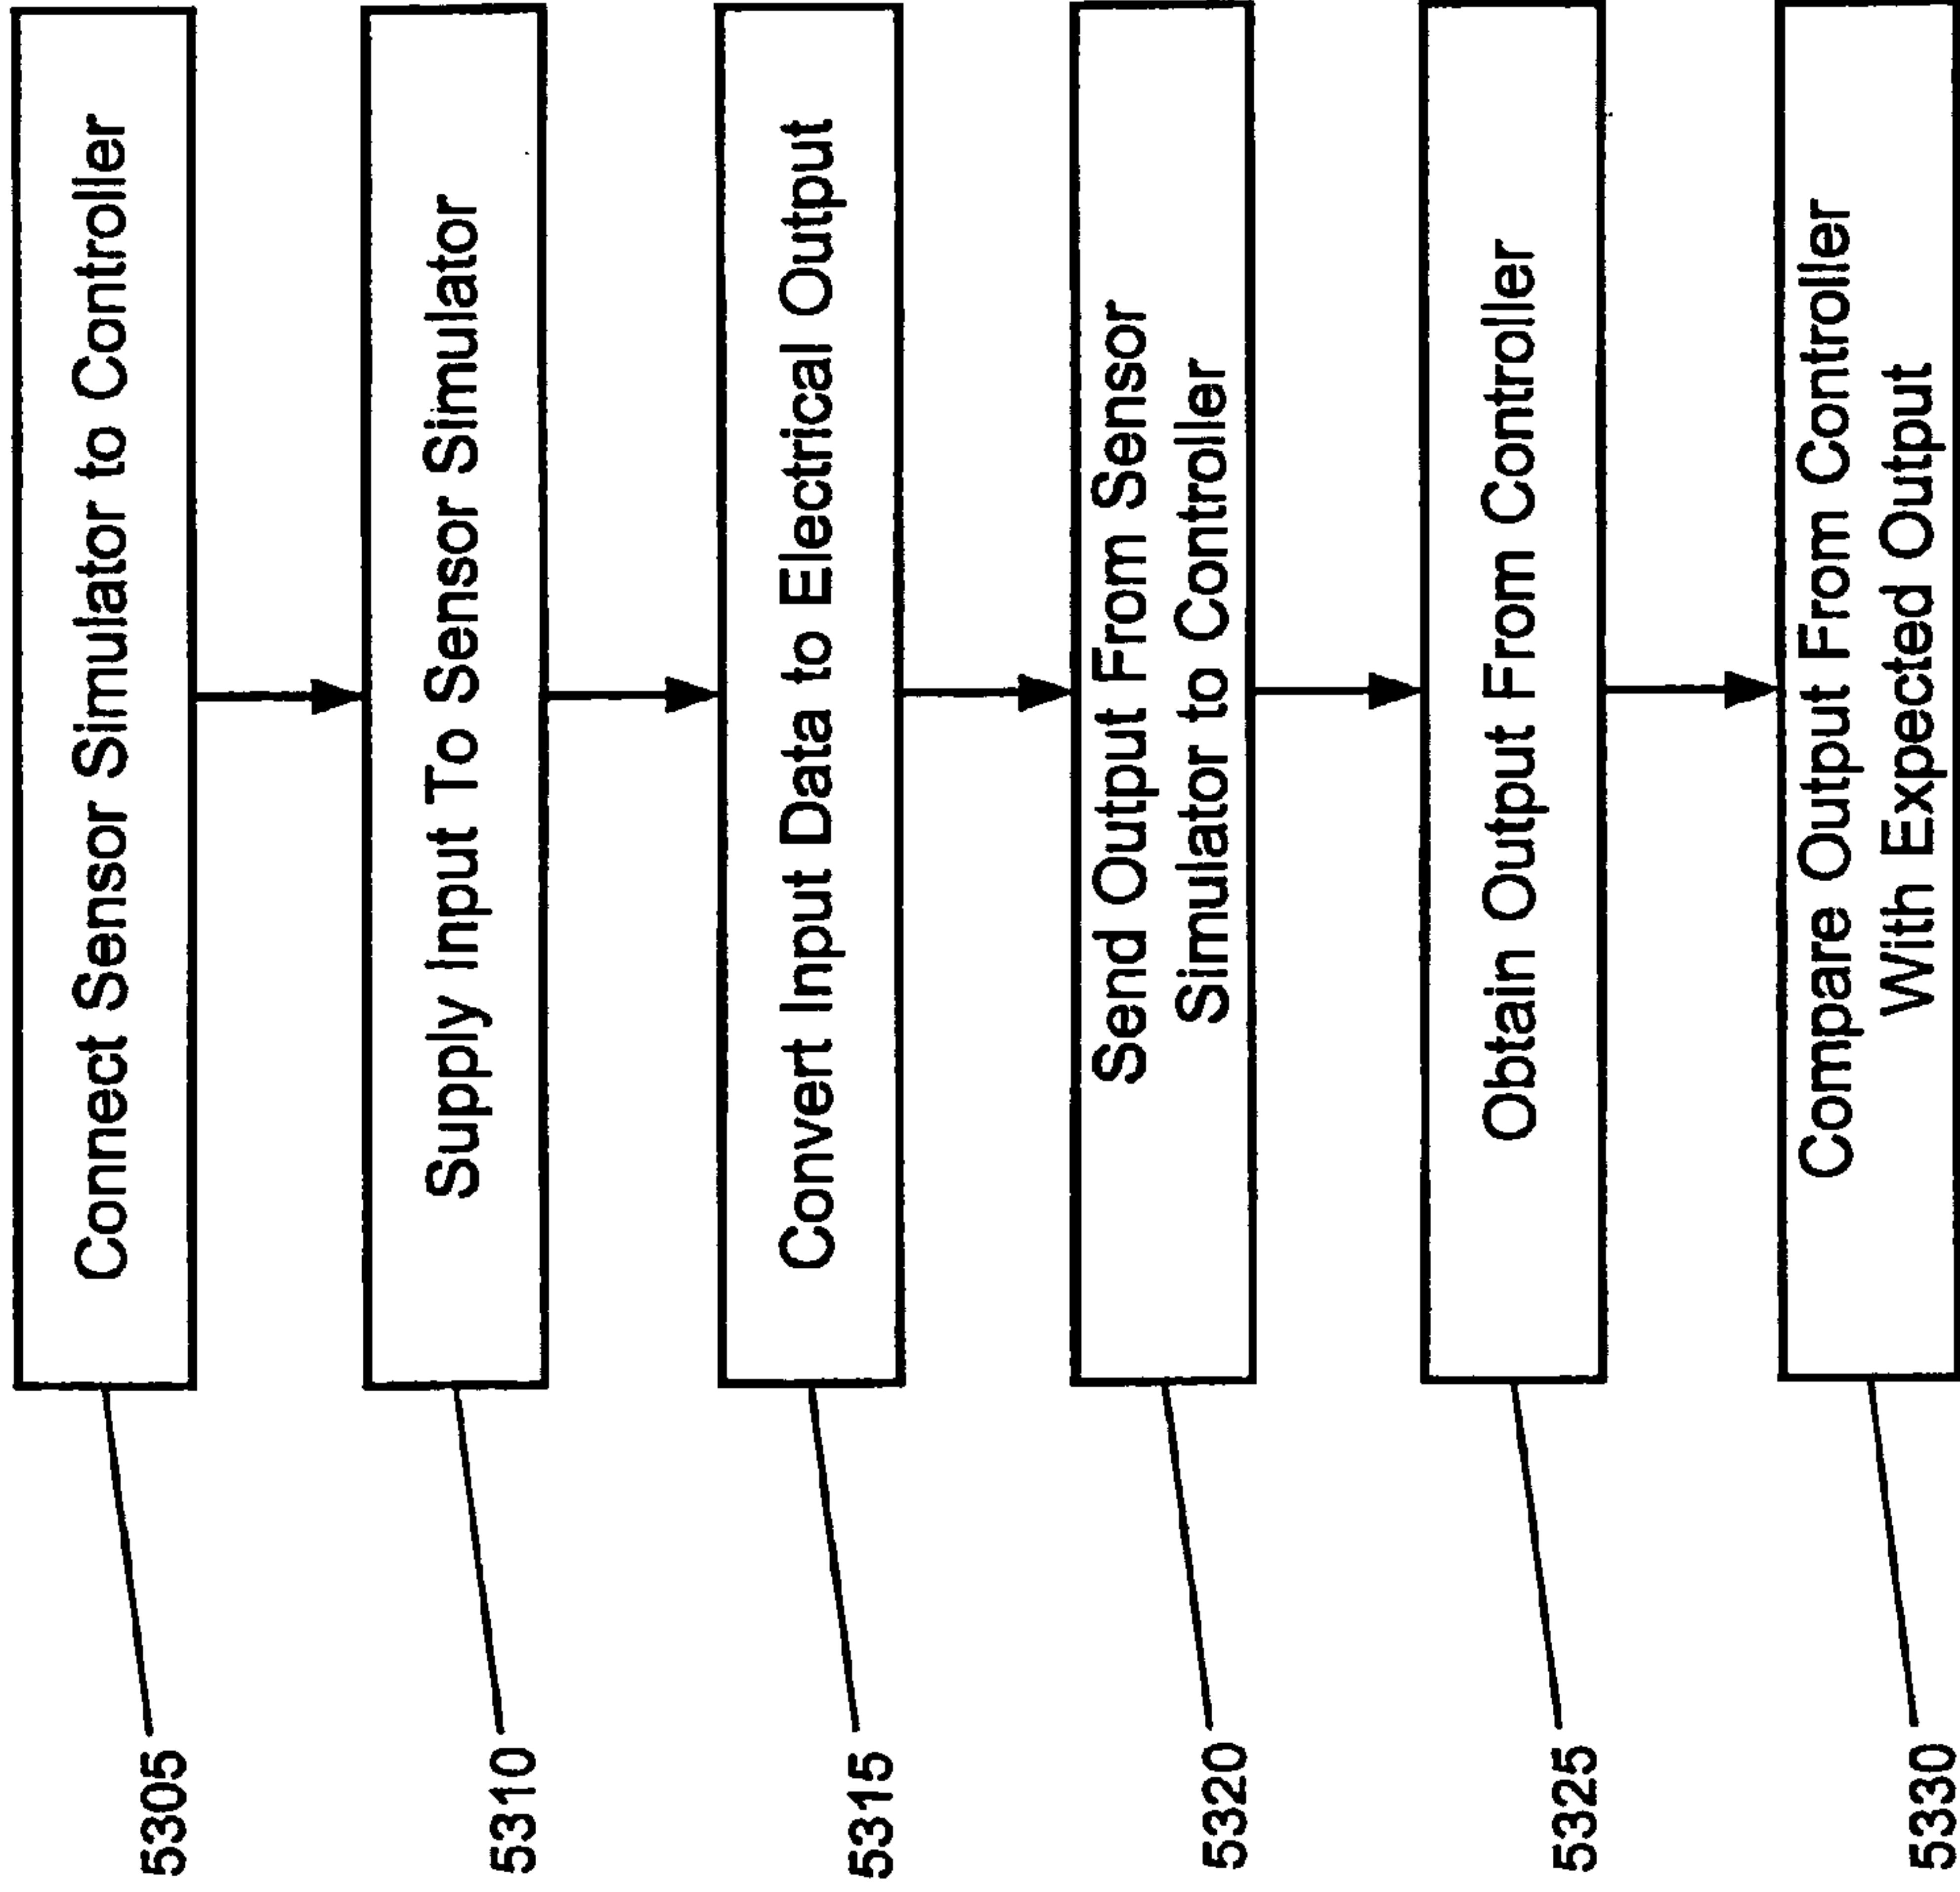 5305
Connect Sensor Simulator to Controller
5310
Supply Input To Sensor Simulator
5315
Convert Input Data to Electrical Output
5320
Send Output From Sensor
Simulator to Controller
5325
Obtain Output From Controller
5330
Compare Output From Controller
With Expected Output